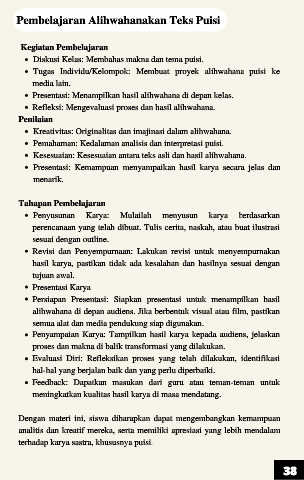 Pembelajaran Alihwahanakan Teks Puisi
Kegiatan Pembelajaran
• Diskusi Kelas: Membahas makna dan tema puisi.
• Tugas Individu/Kelompok: Membuat proyek alihwahana puisi ke
media lain.
• Presentasi: Menampilkan hasil alihwahana di depan kelas.
• Refleksi: Mengevaluasi proses dan hasil alihwahana.
Penilaian
• Kreativitas: Originalitas dan imajinasi dalam alihwahana.
• Pemahaman: Kedalaman analisis dan interpretasi puisi.
• Kesesuaian: Kesesuaian antara teks asli dan hasil alihwahana.
• Presentasi: Kemampuan menyampaikan hasil karya secara jelas dan
menarik.
Tahapan Pembelajaran
• Penyusunan Karya: Mulailah menyusun karya berdasarkan
perencanaan yang telah dibuat. Tulis cerita, naskah, atau buat ilustrasi
sesuai dengan outline.
• Revisi dan Penyempurnaan: Lakukan revisi untuk menyempurnakan
hasil karya, pastikan tidak ada kesalahan dan hasilnya sesuai dengan
tujuan awal.
• Presentasi Karya
• Persiapan Presentasi: Siapkan presentasi untuk menampilkan hasil
alihwahana di depan audiens. Jika berbentuk visual atau film, pastikan
semua alat dan media pendukung siap digunakan.
• Penyampaian Karya: Tampilkan hasil karya kepada audiens, jelaskan
proses dan makna di balik transformasi yang dilakukan.
• Evaluasi Diri: Refleksikan proses yang telah dilakukan, identifikasi
hal-hal yang berjalan baik dan yang perlu diperbaiki.
• Feedback: Dapatkan masukan dari guru atau teman-teman untuk
meningkatkan kualitas hasil karya di masa mendatang.
Dengan materi ini, siswa diharapkan dapat mengembangkan kemampuan
analitis dan kreatif mereka, serta memiliki apresiasi yang lebih mendalam
terhadap karya sastra, khususnya puisi
38